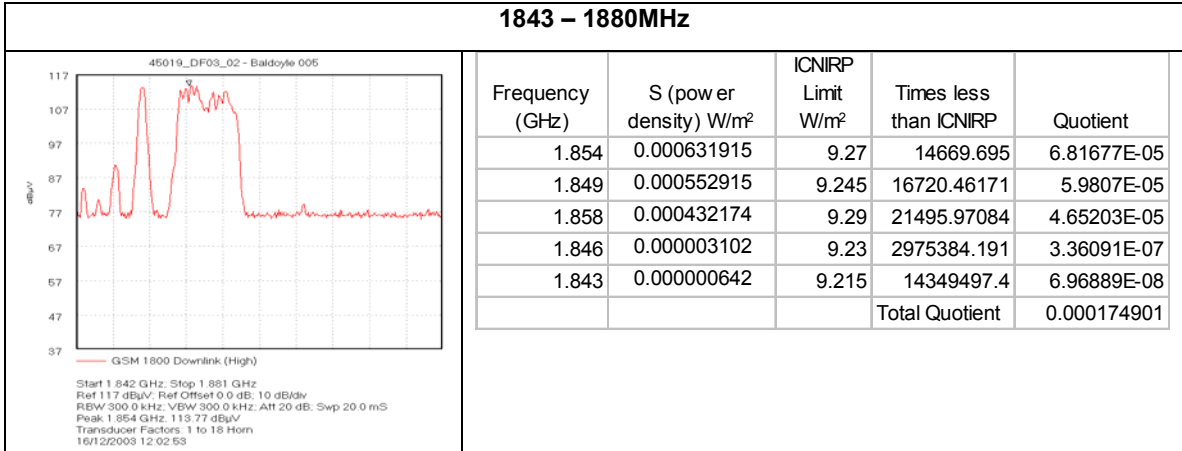 1843 – 1880MHz
45019_DF03_02 - Baldoyle 005
117
107
97
87
77
67
57
47
37
dBµV
GSM 1800 Downlink (High)
Start 1.842 GHz; Stop 1.881 GHz
Ref 117 dBµV; Ref Offset 0.0 dB; 10 dB/div
RBW 300.0 kHz; VBW 300.0 kHz; Att 20 dB; Swp 20.0 mS
Peak 1.854 GHz, 113.77 dBµV
Transducer Factors: 1 to 18 Horn
16/12/2003 12:02:53
Frequency (GHz) S (power density) W/m² ICNIRP Limit W/m² Times less than ICNIRP Quotient
1.854 0.000631915 9.27 14669.695 6.81677E-05
1.849 0.000552915 9.245 16720.46171 5.9807E-05
1.858 0.000432174 9.29 21495.97084 4.65203E-05
1.846 0.000003102 9.23 2975384.191 3.36091E-07
1.843 0.000000642 9.215 14349497.4 6.96889E-08
Total Quotient 0.000174901